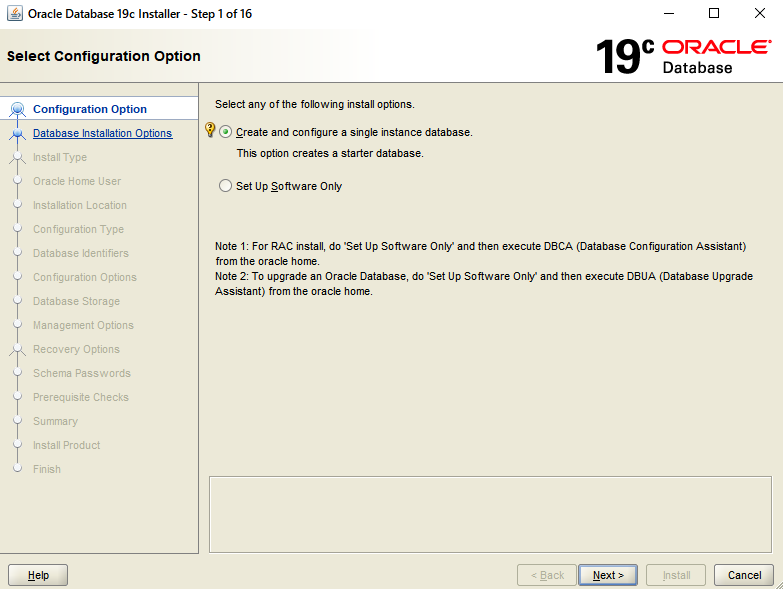 Oracle Database 19c Installer - Step 1 of 16
Select Configuration Option
19c ORACLE
Database
Configuration Option
Database Installation Options
Install Type
Oracle Home User
Installation Location
Configuration Type
Database Identifiers
Configuration Options
Database Storage
Management Options
Recovery Options
Schema Passwords
Prerequisite Checks
Summary
Install Product
Finish
Select any of the following install options.
Create and configure a single instance database.
This option creates a starter database.
Set Up Software Only
Note 1: For RAC install, do 'Set Up Software Only' and then execute DBCA (Database Configuration Assistant)
from the oracle home.
Note 2: To upgrade an Oracle Database, do 'Set Up Software Only' and then execute DBUA (Database Upgrade
Assistant) from the oracle home.
Help
< Back
Next >
Install
Cancel